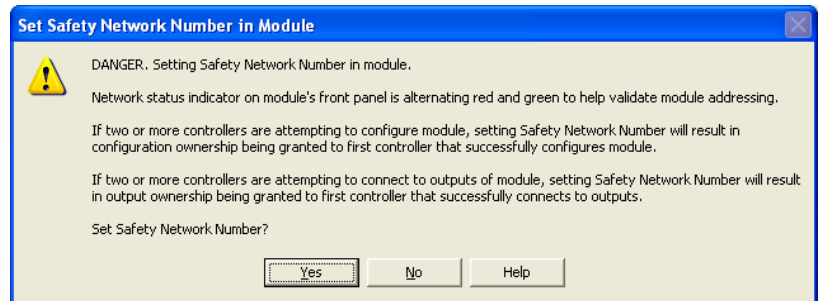 Set Safety Network Number in Module
DANGER. Setting Safety Network Number in module.
Network status indicator on module's front panel is alternating red and green to help validate module addressing.
If two or more controllers are attempting to configure module, setting Safety Network Number will result in
configuration ownership being granted to first controller that successfully configures module.
If two or more controllers are attempting to connect to outputs of module, setting Safety Network Number will result
in output ownership being granted to first controller that successfully connects to outputs.
Set Safety Network Number?
Yes No Help